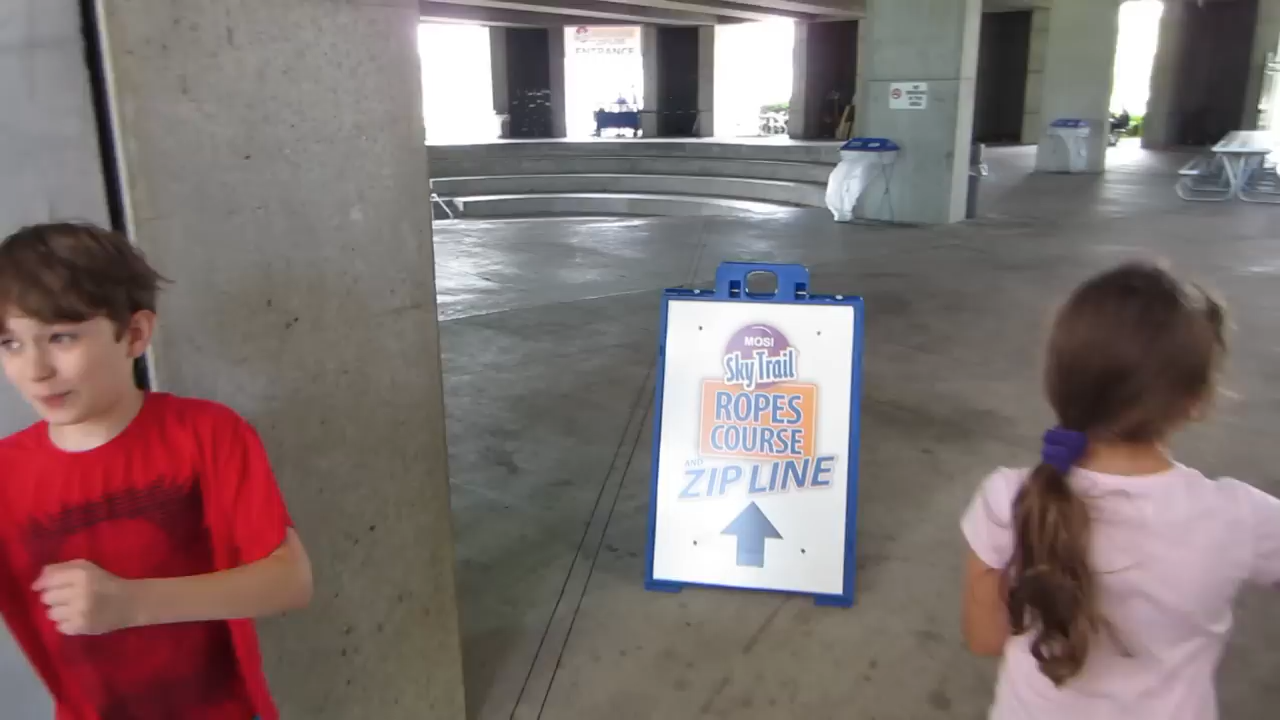 ENTRANCE
MOSI
Sky Trail
ROPES
COURSE
AND
ZIP LINE